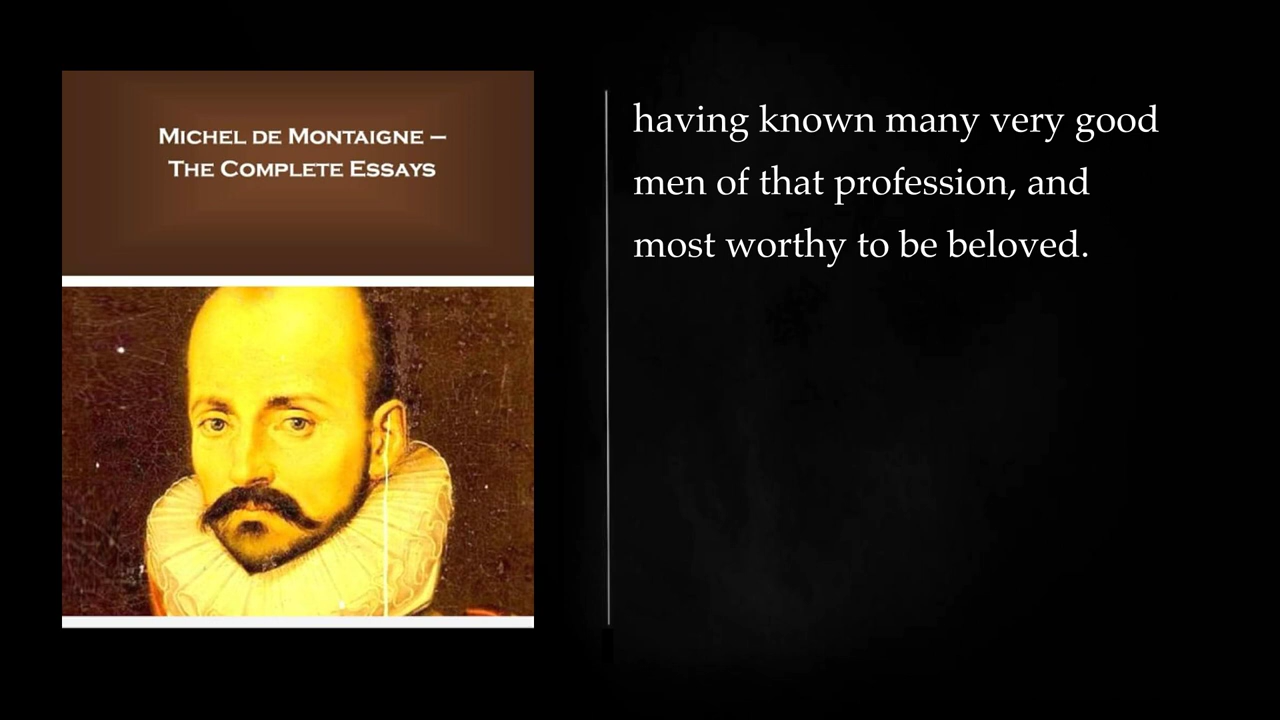 MICHEL DE MONTAIGNE –
THE COMPLETE ESSAYS
having known many very good
men of that profession, and
most worthy to be beloved.